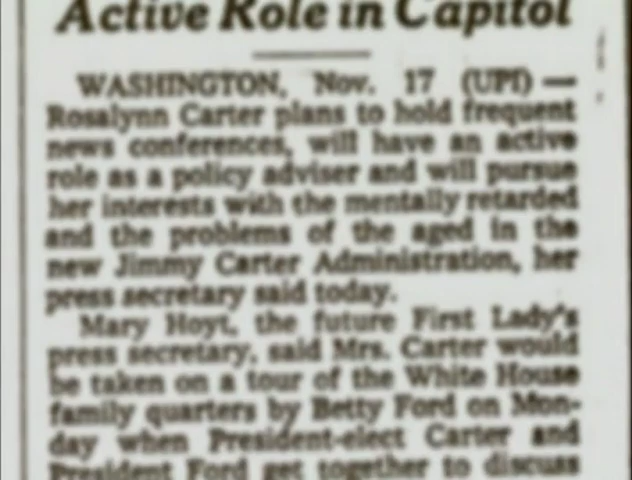 Active Role in Capitol
WASHINGTON, Nov. 17 (UPI) —
Rosalynn Carter plans to hold frequent
news conferences, will have an active
role as a policy adviser and will pursue
her interests with the mentally retarded
and the problems of the aged in the
new Jimmy Carter Administration, her
press secretary said today.
Mary Hoyt, the future First Lady's
press secretary, said Mrs. Carter would
be taken on a tour of the White House
family quarters by Betty Ford on Mon-
day when President-elect Carter and
President Ford get together to discuss